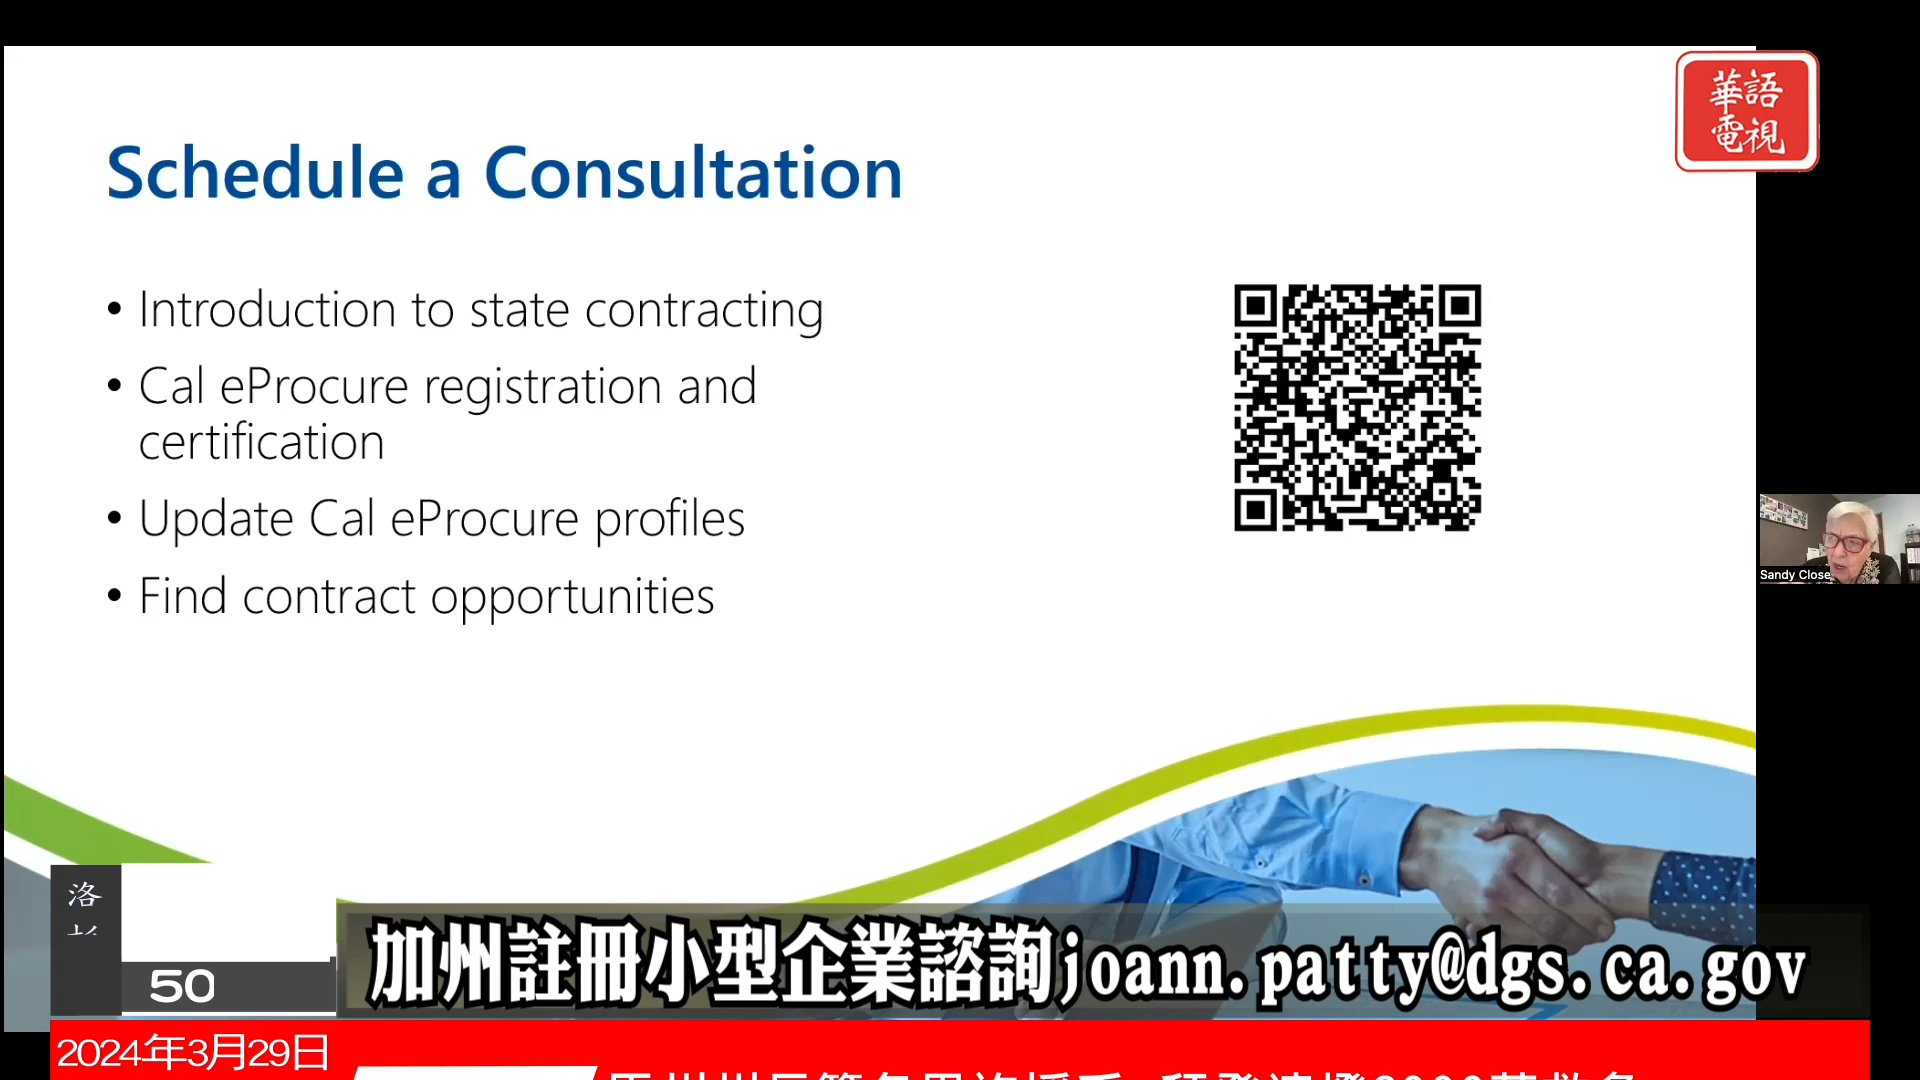 華語
電視
Schedule a Consultation
• Introduction to state contracting
• Cal eProcure registration and
certification
• Update Cal eProcure profiles
• Find contract opportunities
Sandy Close
洛
50
加州註冊小型企業諮詢joann.patty@dgs.ca.gov
2024年3月29日